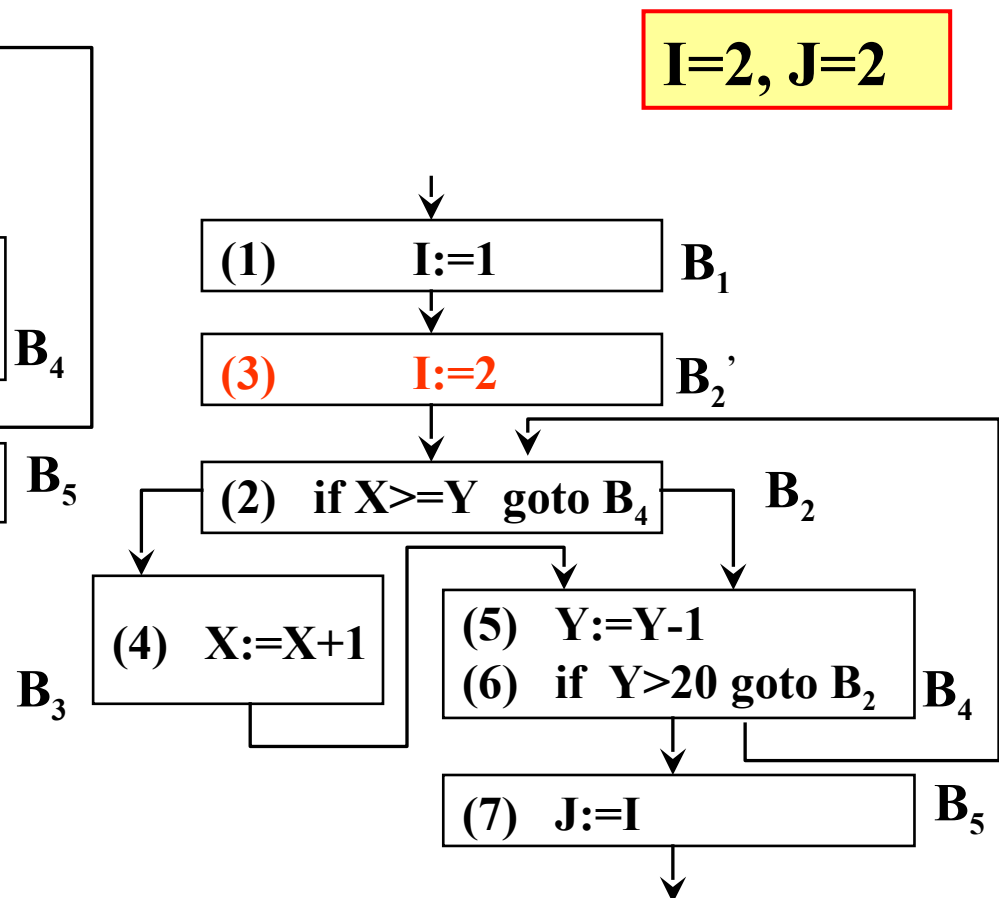 I=2, J=2
(1) I:=1 B₁
(3) I:=2 B₂’
B₄
B₅
(2) if X>=Y goto B₄ B₂
(4) X:=X+1
B₃
(5) Y:=Y-1
(6) if Y>20 goto B₂ B₄
(7) J:=I B₅